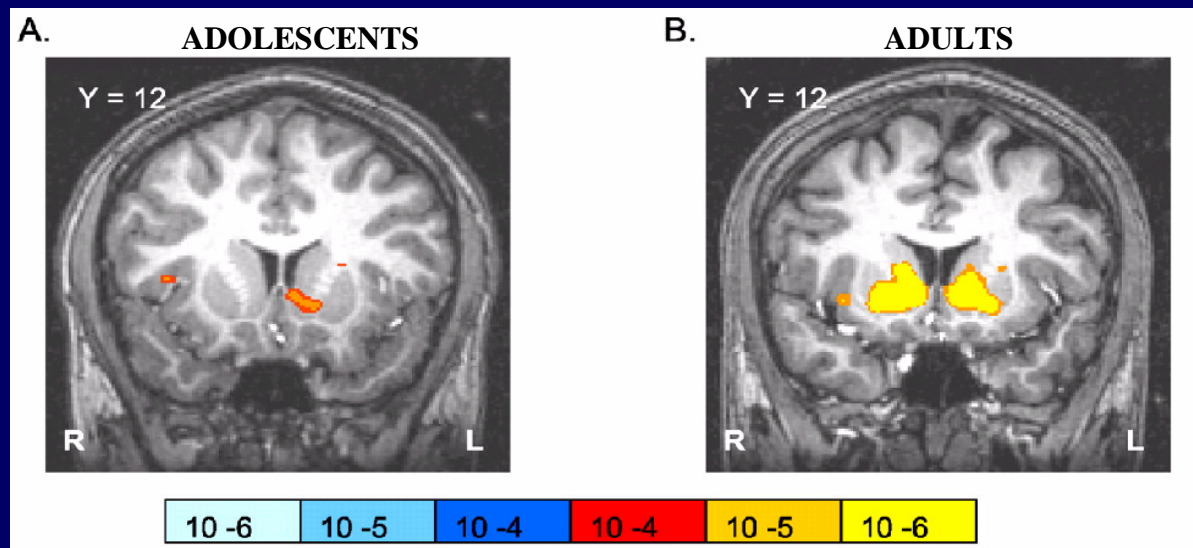 A.
ADOLESCENTS
Y = 12
R L
B.
ADULTS
Y = 12
R L
10 -6 10 -5 10 -4 10 -4 10 -5 10 -6